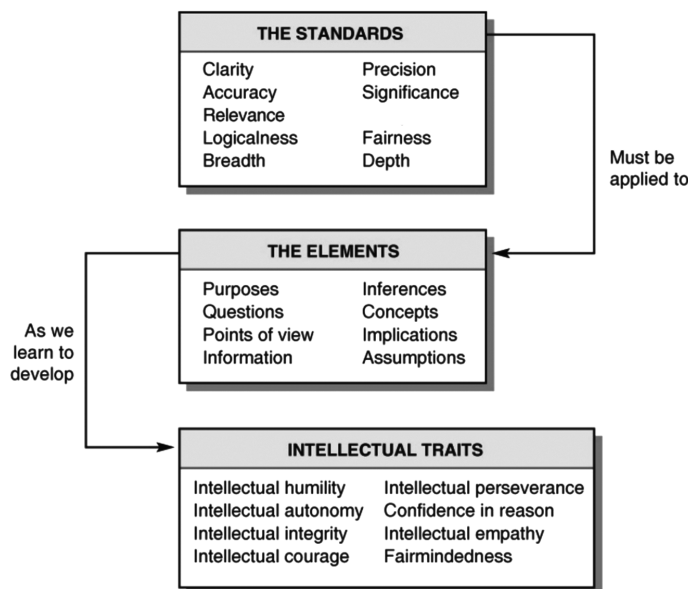 THE STANDARDS
Clarity Precision
Accuracy Significance
Relevance
Logicalness Fairness
Breadth Depth
Must be
applied to
THE ELEMENTS
Purposes Inferences
Questions Concepts
Points of view Implications
Information Assumptions
As we
learn to
develop
INTELLECTUAL TRAITS
Intellectual humility Intellectual perseverance
Intellectual autonomy Confidence in reason
Intellectual integrity Intellectual empathy
Intellectual courage Fairmindedness